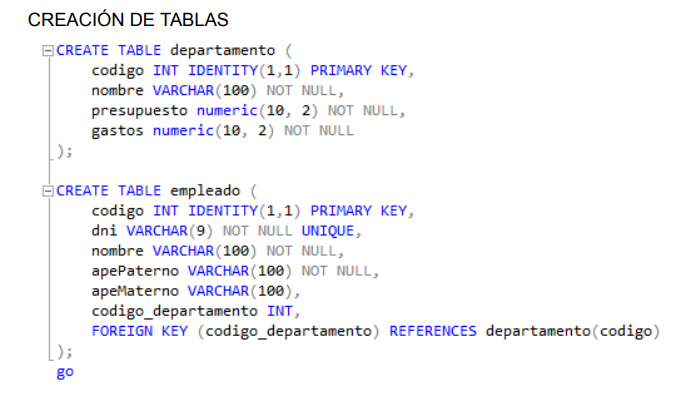 CREACIÓN DE TABLAS
CREATE TABLE departamento (
codigo INT IDENTITY(1,1) PRIMARY KEY,
nombre VARCHAR(100) NOT NULL,
presupuesto numeric(10, 2) NOT NULL,
gastos numeric(10, 2) NOT NULL
);
CREATE TABLE empleado (
codigo INT IDENTITY(1,1) PRIMARY KEY,
dni VARCHAR(9) NOT NULL UNIQUE,
nombre VARCHAR(100) NOT NULL,
apePaterno VARCHAR(100) NOT NULL,
apeMaterno VARCHAR(100),
codigo_departamento INT,
FOREIGN KEY (codigo_departamento) REFERENCES departamento(codigo)
);
go